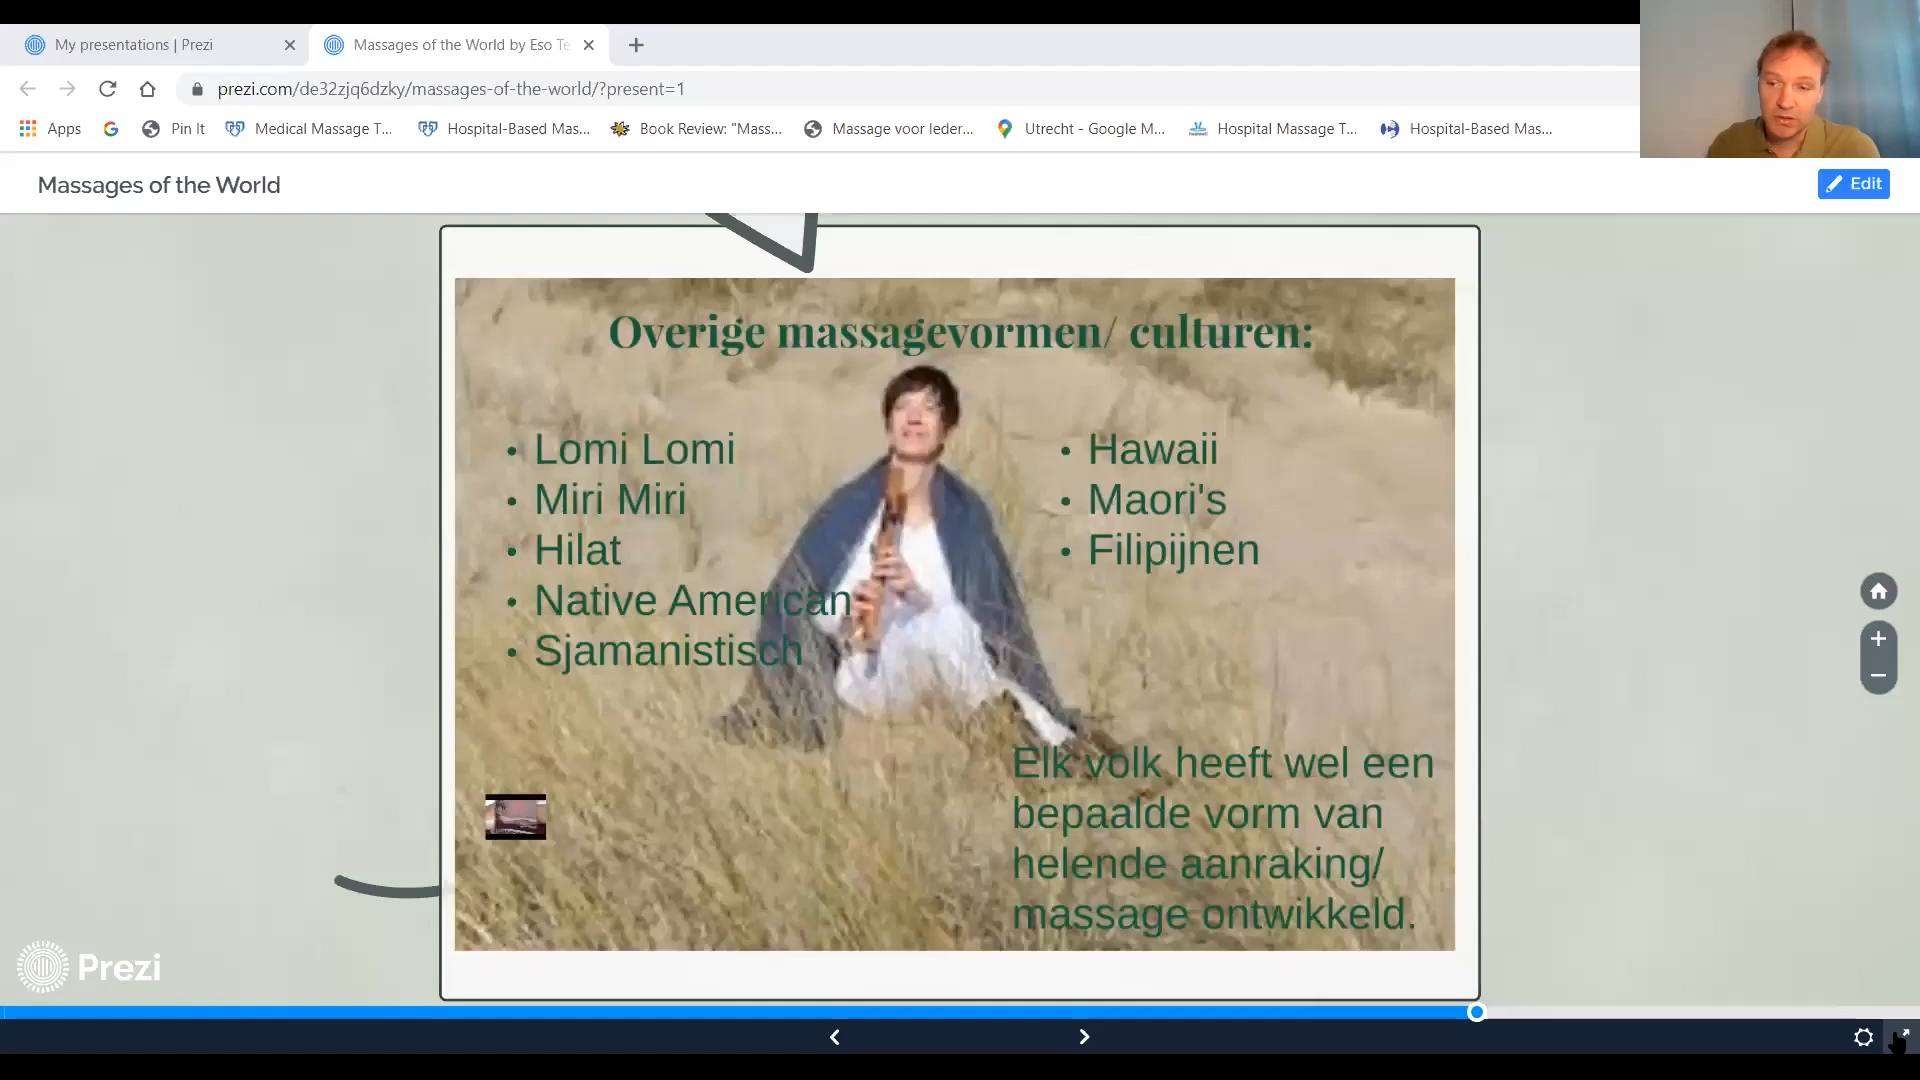 My presentations | Prezi
Massages of the World by Eso Te
prezi.com/de32zjq6dzky/massages-of-the-world/?present=1
Apps
Pin It
Medical Massage T...
Hospital-Based Mas...
Book Review: "Mass...
Massage voor Ieder...
Utrecht - Google M...
Hospital Massage T...
Hospital-Based Mas...
Massages of the World
Edit
Overige massagevormen/ culturen:
• Lomi Lomi
• Miri Miri
• Hilat
• Native American
• Sjamanistisch
• Hawaii
• Maori's
• Filipijnen
Elk volk heeft wel een
bepaalde vorm van
helende aanraking/
massage ontwikkeld.
Prezi